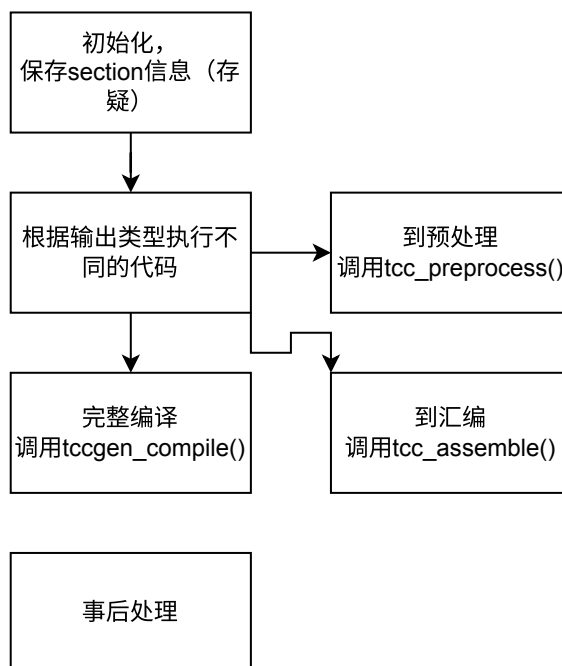 初始化，
保存section信息（存
疑）
根据输出类型执行不
同的代码
到预处理
调用tcc_preprocess()
完整编译
调用tccgen_compile()
到汇编
调用tcc_assemble()
事后处理